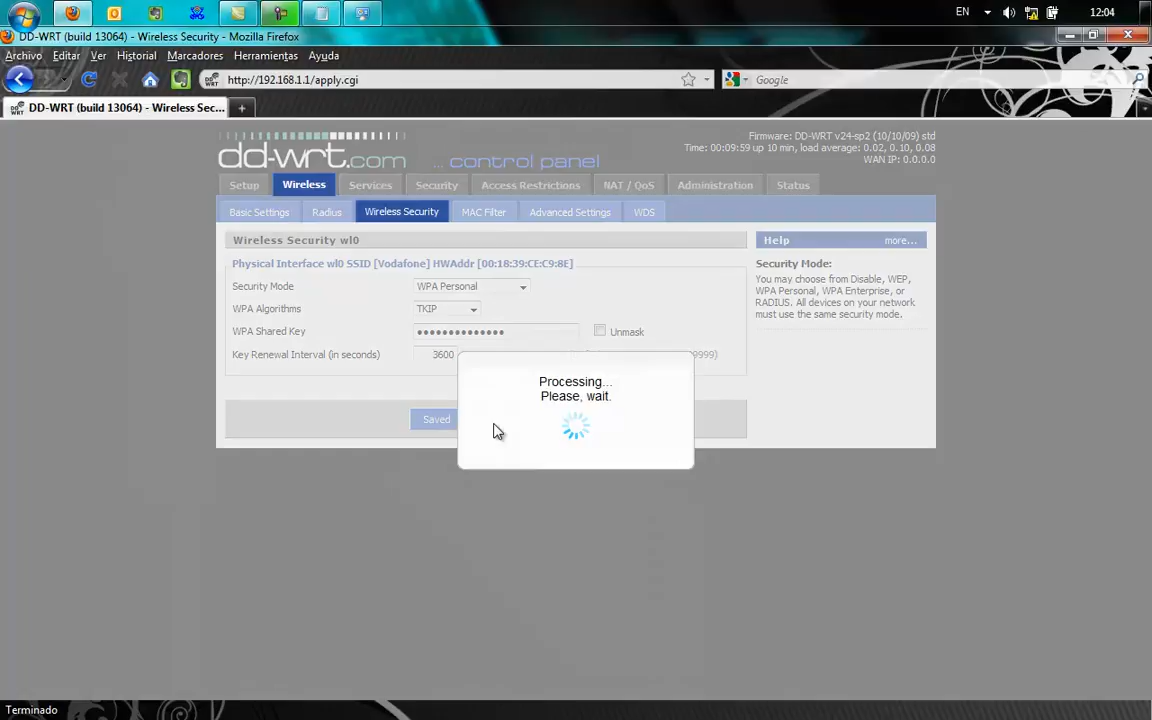 EN
12:04
DD-WRT (build 13064) - Wireless Security - Mozilla Firefox
Archivo Editar Ver Historial Marcadores Herramientas Ayuda
http://192.168.1.1/apply.cgi
Google
DD-WRT (build 13064) - Wireless Sec...
dd-wrt.com ... control panel
Firmware: DD-WRT v24-sp2 (10/10/09) std
Time: 00:09:59 up 10 min, load average: 0.02, 0.10, 0.08
WAN IP: 0.0.0.0
Setup Wireless Services Security Access Restrictions NAT / QoS Administration Status
Basic Settings Radius Wireless Security MAC Filter Advanced Settings WDS
Wireless Security wl0
Physical Interface wl0 SSID [Vodafone] HWAddr [00:18:39:CE:C9:8E]
Security Mode WPA Personal
WPA Algorithms TKIP
WPA Shared Key •••••••••••••• Unmask
Key Renewal Interval (in seconds) 3600 9999)
Processing...
Please, wait.
Saved
Help more...
Security Mode:
You may choose from Disable, WEP,
WPA Personal, WPA Enterprise, or
RADIUS. All devices on your network
must use the same security mode.
Terminado